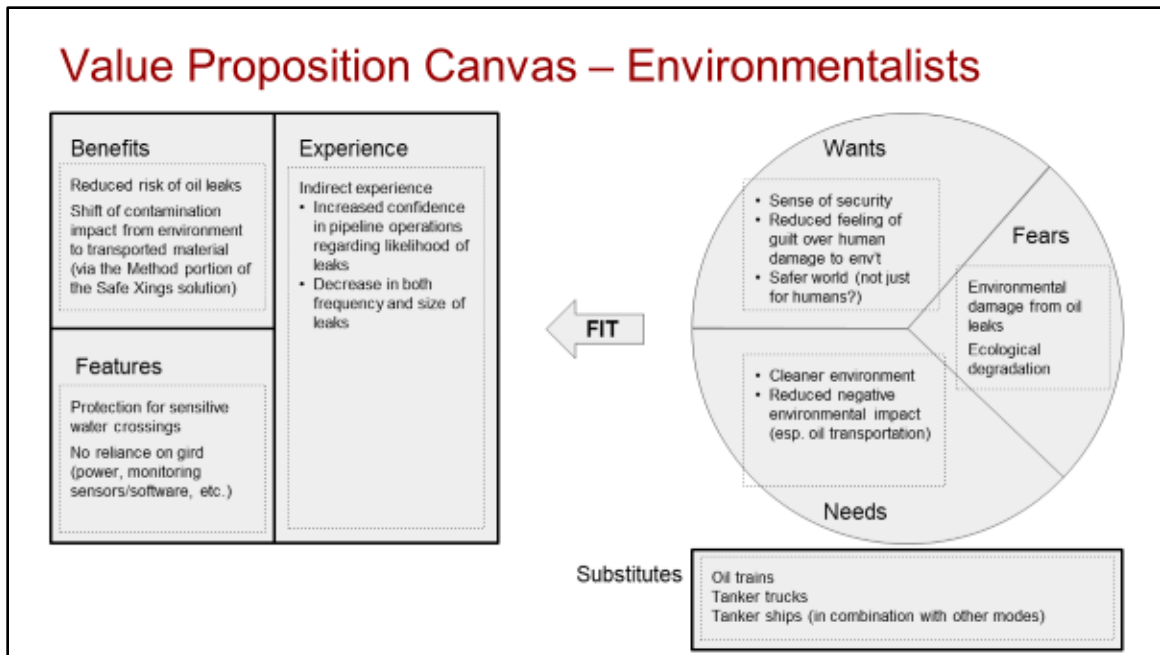 Value Proposition Canvas – Environmentalists
Benefits
Reduced risk of oil leaks
Shift of contamination
impact from environment
to transported material
(via the Method portion of
the Safe Xings solution)
Features
Protection for sensitive
water crossings
No reliance on gird
(power, monitoring
sensors/software, etc.)
Experience
Indirect experience
• Increased confidence
in pipeline operations
regarding likelihood of
leaks
• Decrease in both
frequency and size of
leaks
FIT
Wants
• Sense of security
• Reduced feeling of
guilt over human
damage to env't
• Safer world (not just
for humans?)
Fears
Environmental
damage from oil
leaks
Ecological
degradation
• Cleaner environment
• Reduced negative
environmental impact
(esp. oil transportation)
Needs
Substitutes
Oil trains
Tanker trucks
Tanker ships (in combination with other modes)